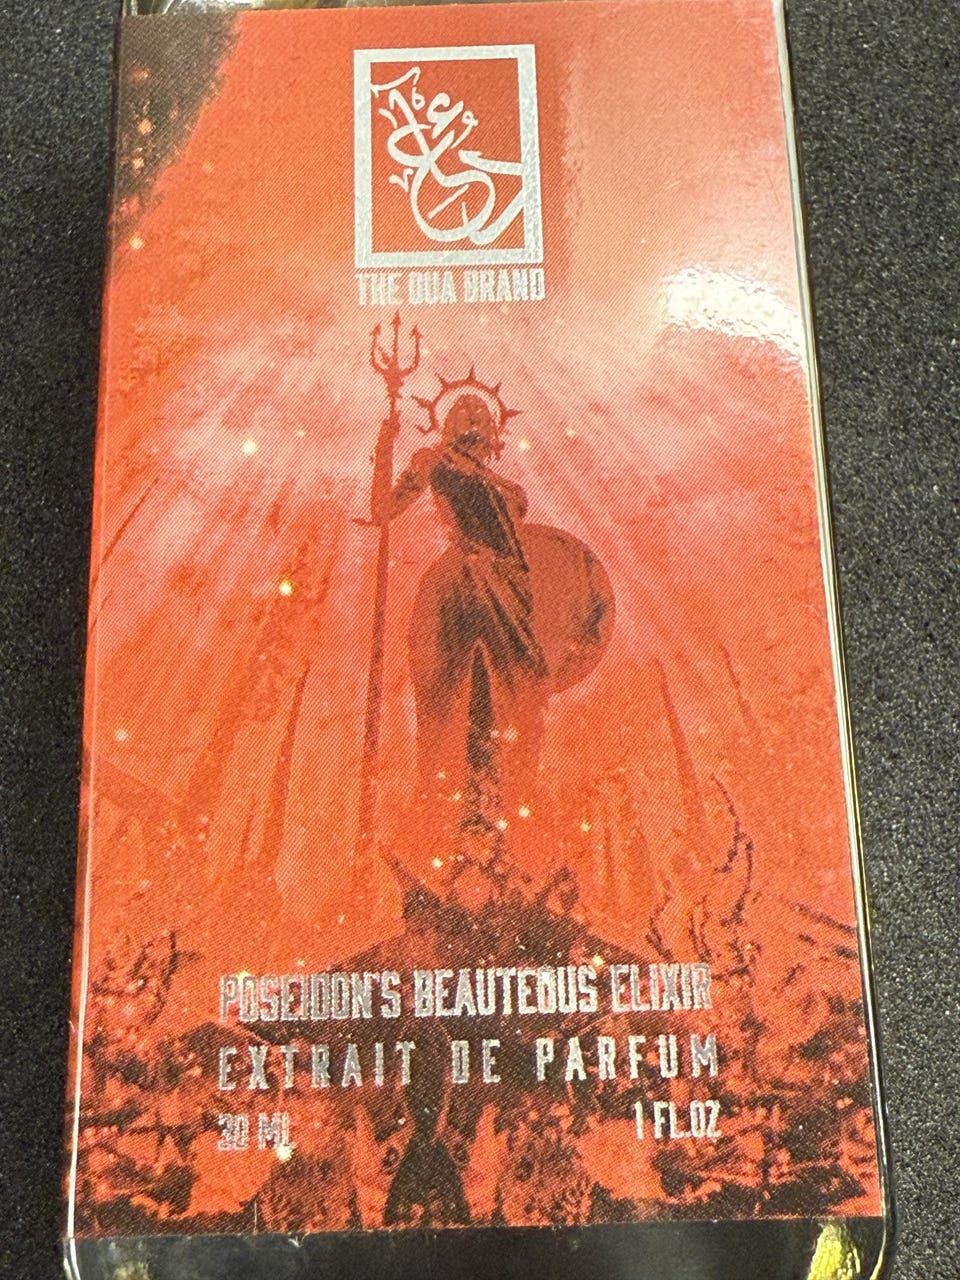 THE DUA BRAND
POSEIDON'S BEAUTEOUS ELIXIR
EXTRAIT DE PARFUM
30 ML 1 FL.OZ